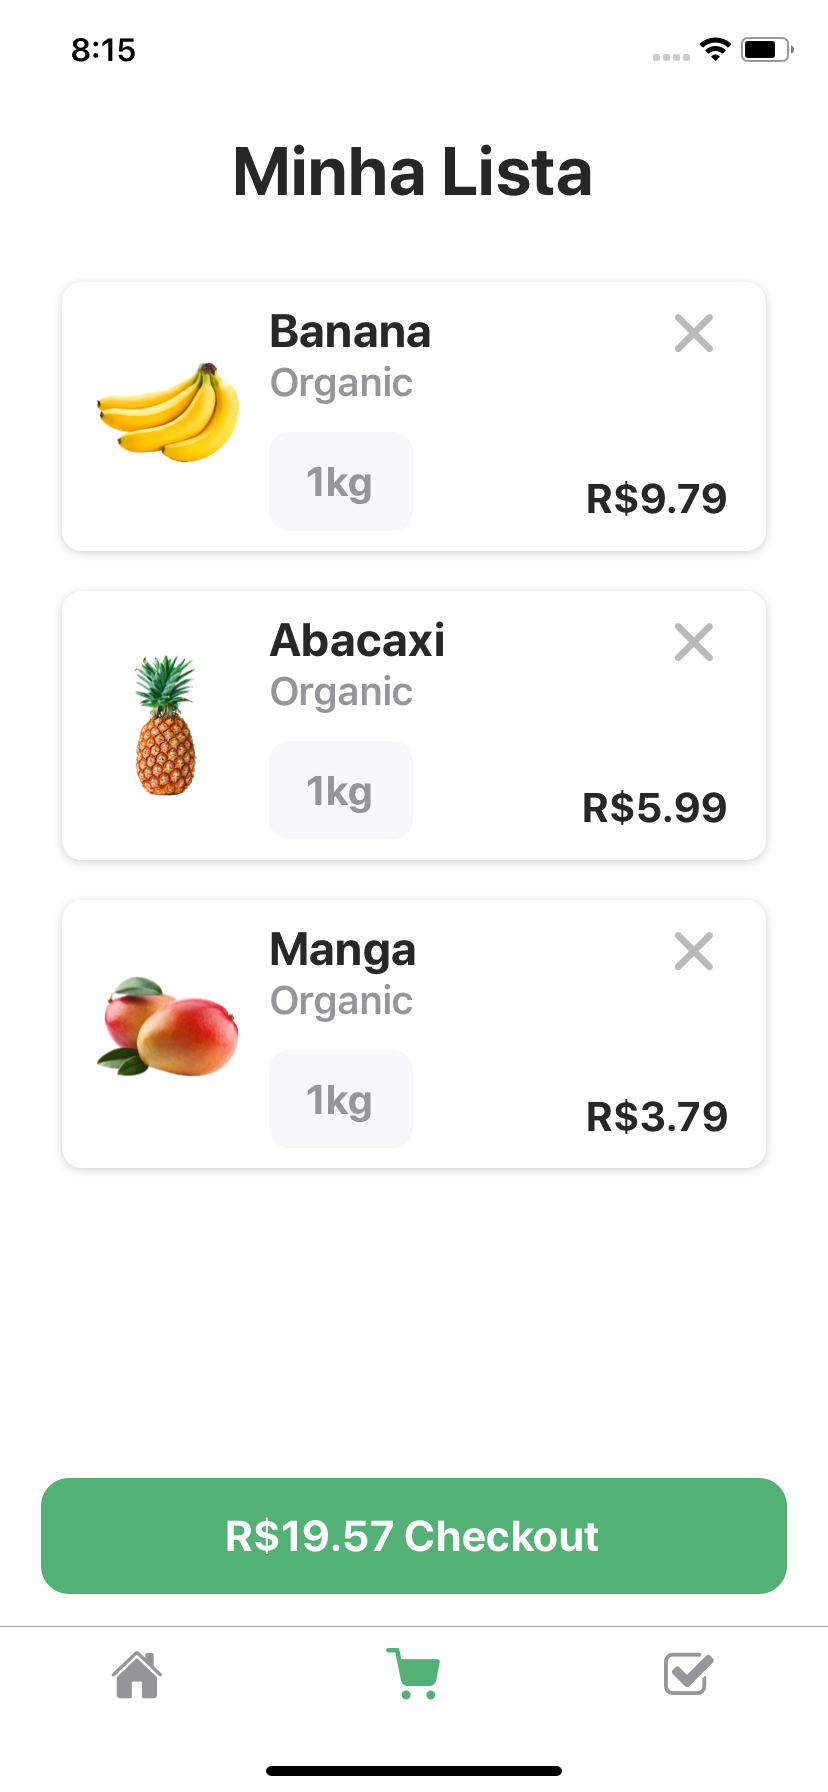 8:15
Minha Lista
Banana
Organic
1kg
R$9.79
Abacaxi
Organic
1kg
R$5.99
Manga
Organic
1kg
R$3.79
R$19.57 Checkout